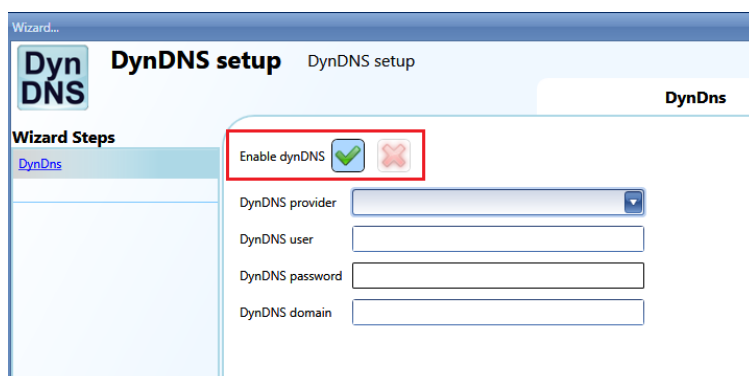 Wizard...
Dyn
DNS
DynDNS setup DynDNS setup
DynDns
Wizard Steps
DynDns
Enable dynDNS
DynDNS provider
DynDNS user
DynDNS password
DynDNS domain